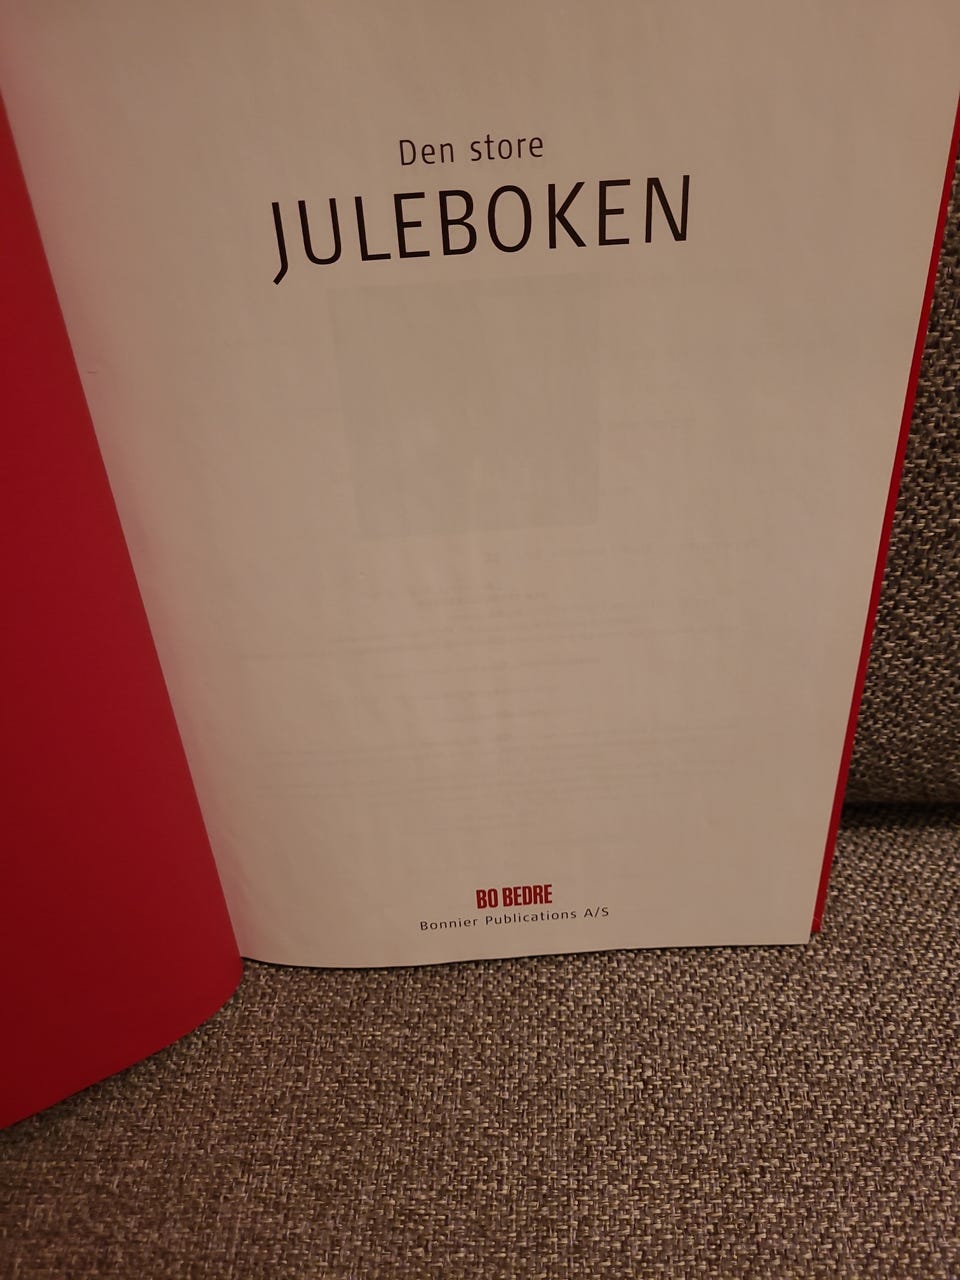 Den store
JULEBOKEN
BO BEDRE
Bonnier Publications A/S